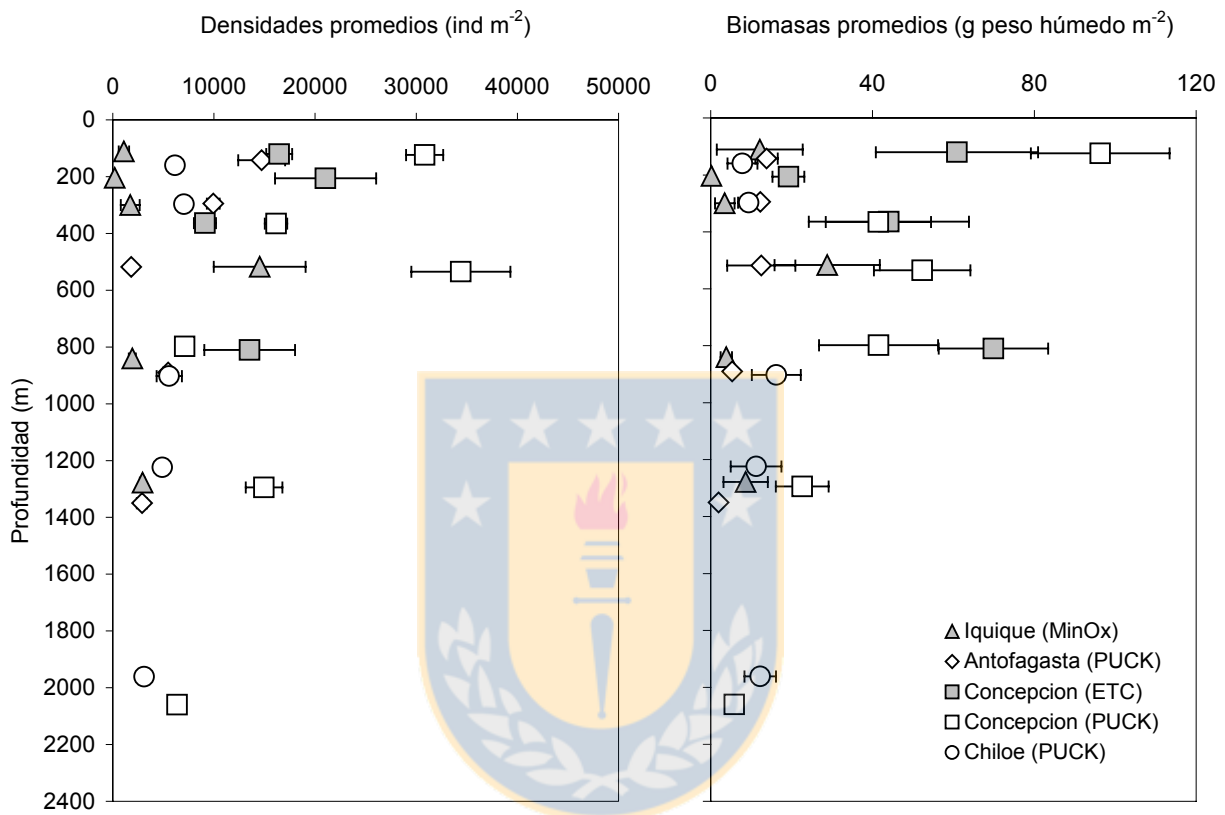 Densidades promedios (ind m-2)
Biomasas promedios (g peso húmedo m-2)
0 10000 20000 30000 40000 50000
0 40 80 120
0
200
400
600
800
1000
1200
1400
1600
1800
2000
2200
2400
Profundidad (m)
Iquique (MinOx)
Antofagasta (PUCK)
Concepcion (ETC)
Concepcion (PUCK)
Chiloe (PUCK)